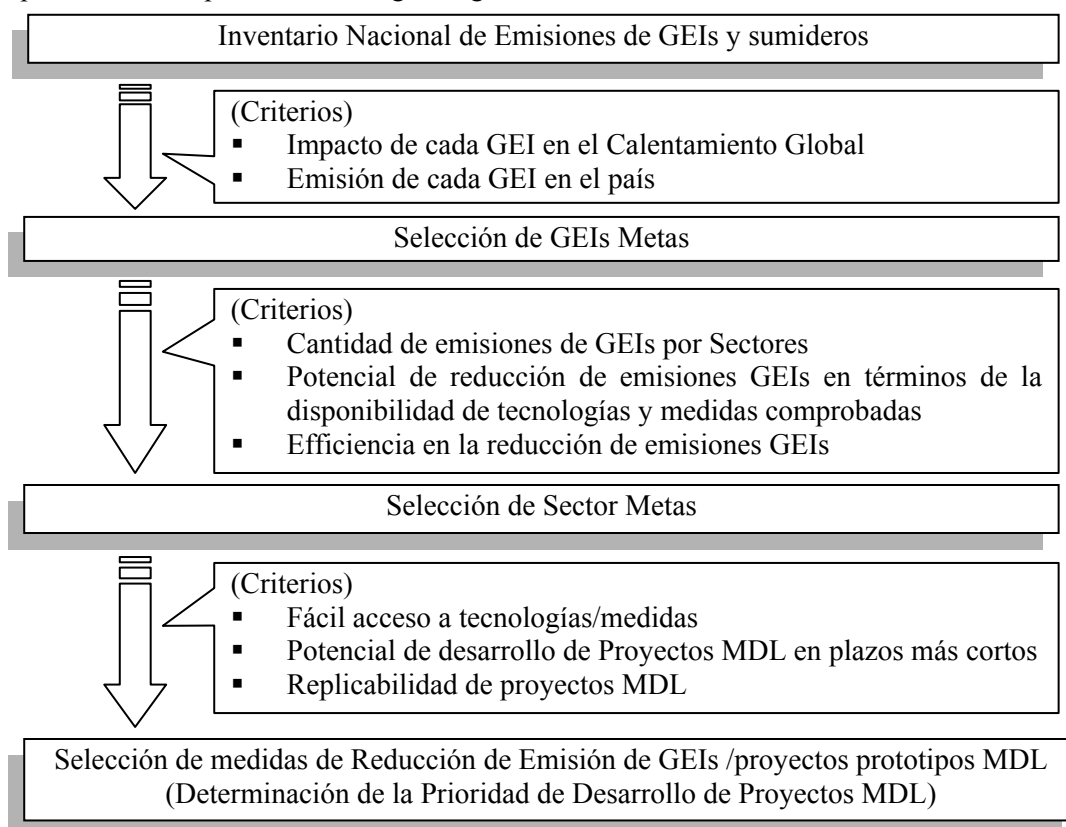 Inventario Nacional de Emisiones de GEIs y sumideros
(Criterios)
▪ Impacto de cada GEI en el Calentamiento Global
▪ Emisión de cada GEI en el país
Selección de GEIs Metas
(Criterios)
▪ Cantidad de emisiones de GEIs por Sectores
▪ Potencial de reducción de emisiones GEIs en términos de la
disponibilidad de tecnologías y medidas comprobadas
▪ Efficiencia en la reducción de emisiones GEIs
Selección de Sector Metas
(Criterios)
▪ Fácil acceso a tecnologías/medidas
▪ Potencial de desarrollo de Proyectos MDL en plazos más cortos
▪ Replicabilidad de proyectos MDL
Selección de medidas de Reducción de Emisión de GEIs /proyectos prototipos MDL
(Determinación de la Prioridad de Desarrollo de Proyectos MDL)